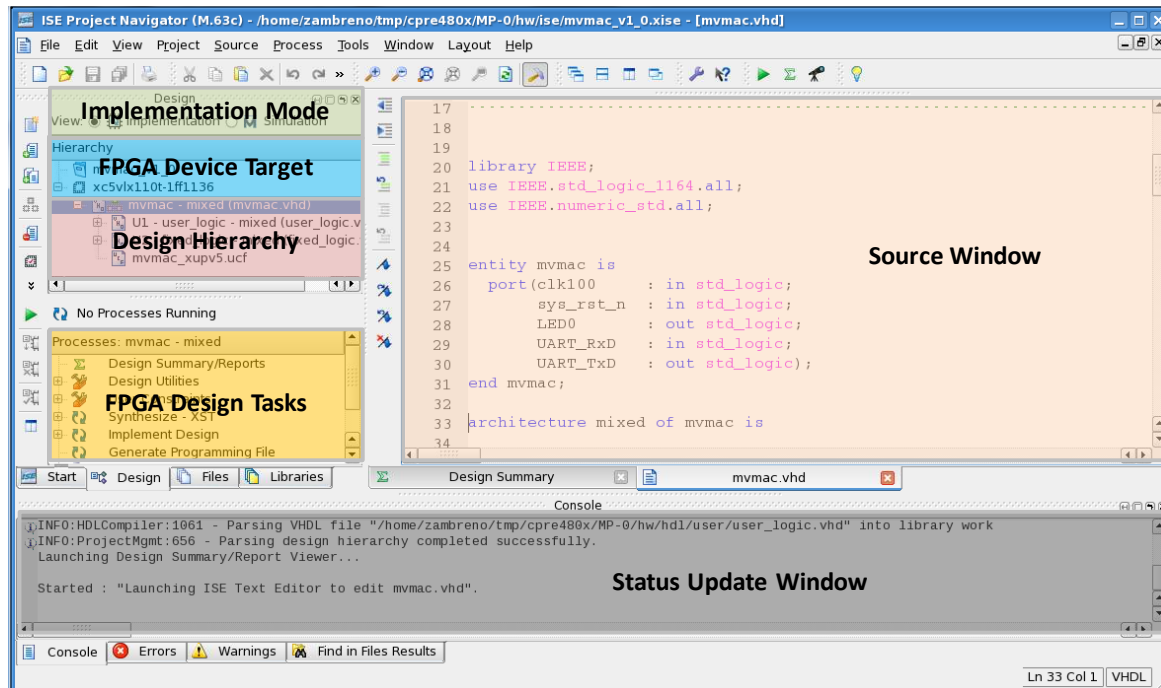 ISE Project Navigator (M.63c) - /home/zambreno/tmp/cpre480x/MP-0/hw/ise/mvmac_v1_0.xise - [mvmac.vhd]
File Edit View Project Source Process Tools Window Layout Help
Design
Implementation Mode
View: Implementation Simulation
Hierarchy
FPGA Device Target
xc5vlx110t-1ff1136
mvmac - mixed (mvmac.vhd)
U1 - user_logic - mixed (user_logic.v
Design Hierarchy
mvmac_xupv5.ucf
No Processes Running
Processes: mvmac - mixed
Design Summary/Reports
Design Utilities
FPGA Design Tasks
Synthesize - XST
Implement Design
Generate Programming File
Start Design Files Libraries
17 ----------------------------------------------------------------
18
19
20 library IEEE;
21 use IEEE.std_logic_1164.all;
22 use IEEE.numeric_std.all;
23
24
25 entity mvmac is
26 port(clk100 : in std_logic;
27 sys_rst_n : in std_logic;
28 LED0 : out std_logic;
29 UART_RxD : in std_logic;
30 UART_TxD : out std_logic);
31 end mvmac;
32
33 architecture mixed of mvmac is
34
Source Window
Design Summary mvmac.vhd
Console
INFO:HDLCompiler:1061 - Parsing VHDL file "/home/zambreno/tmp/cpre480x/MP-0/hw/hdl/user/user_logic.vhd" into library work
INFO:ProjectMgmt:656 - Parsing design hierarchy completed successfully.
Launching Design Summary/Report Viewer...
Started : "Launching ISE Text Editor to edit mvmac.vhd".
Status Update Window
Console Errors Warnings Find in Files Results
Ln 33 Col 1 VHDL